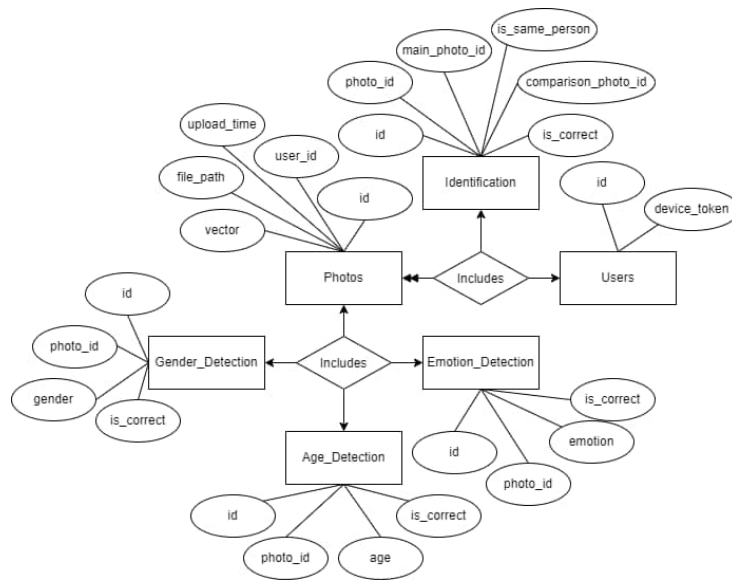 is_same_person
main_photo_id
photo_id
comparison_photo_id
id
is_correct
Identification
upload_time
user_id
file_path
id
vector
Photos
id
device_token
Includes
Users
id
photo_id
gender
is_correct
Gender_Detection
Includes
Emotion_Detection
is_correct
emotion
id
photo_id
Age_Detection
id
is_correct
photo_id
age